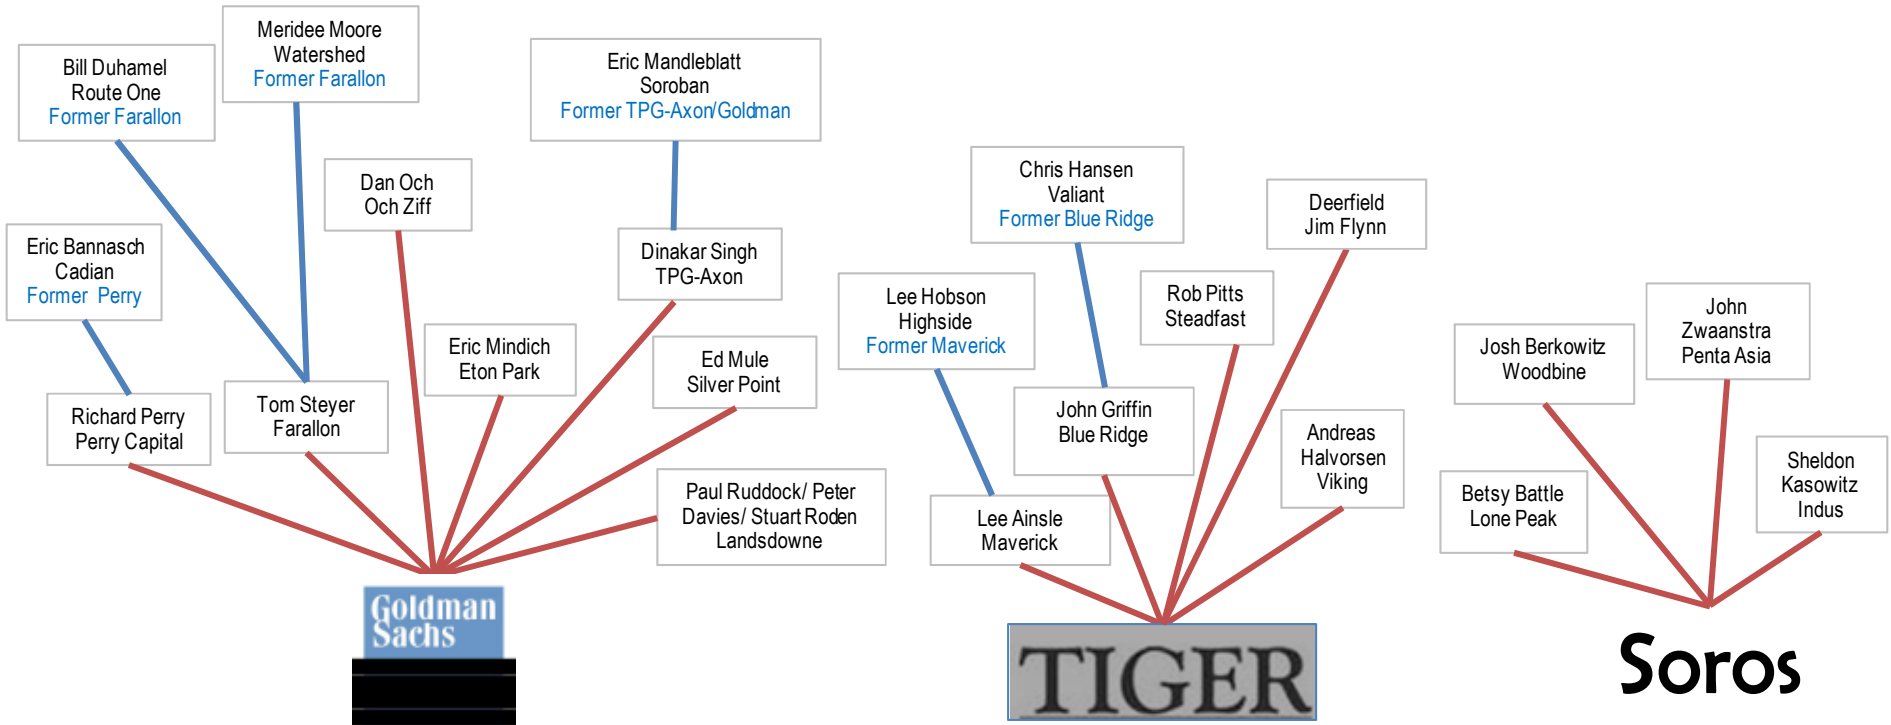 Bill Duhamel
Route One
Former Farallon
Meridee Moore
Watershed
Former Farallon
Eric Mandleblatt
Soroban
Former TPG-Axon/Goldman
Dan Och
Och Ziff
Eric Bannasch
Cadian
Former Perry
Dinakar Singh
TPG-Axon
Eric Mindich
Eton Park
Ed Mule
Silver Point
Richard Perry
Perry Capital
Tom Steyer
Farallon
Paul Ruddock/ Peter
Davies/ Stuart Roden
Landsdowne
Goldman
Sachs
Chris Hansen
Valiant
Former Blue Ridge
Deerfield
Jim Flynn
Lee Hobson
Highside
Former Maverick
Rob Pitts
Steadfast
John Griffin
Blue Ridge
Andreas
Halvorsen
Viking
Lee Ainsle
Maverick
TIGER
John
Zwaanstra
Penta Asia
Josh Berkowitz
Woodbine
Betsy Battle
Lone Peak
Sheldon
Kasowitz
Indus
Soros